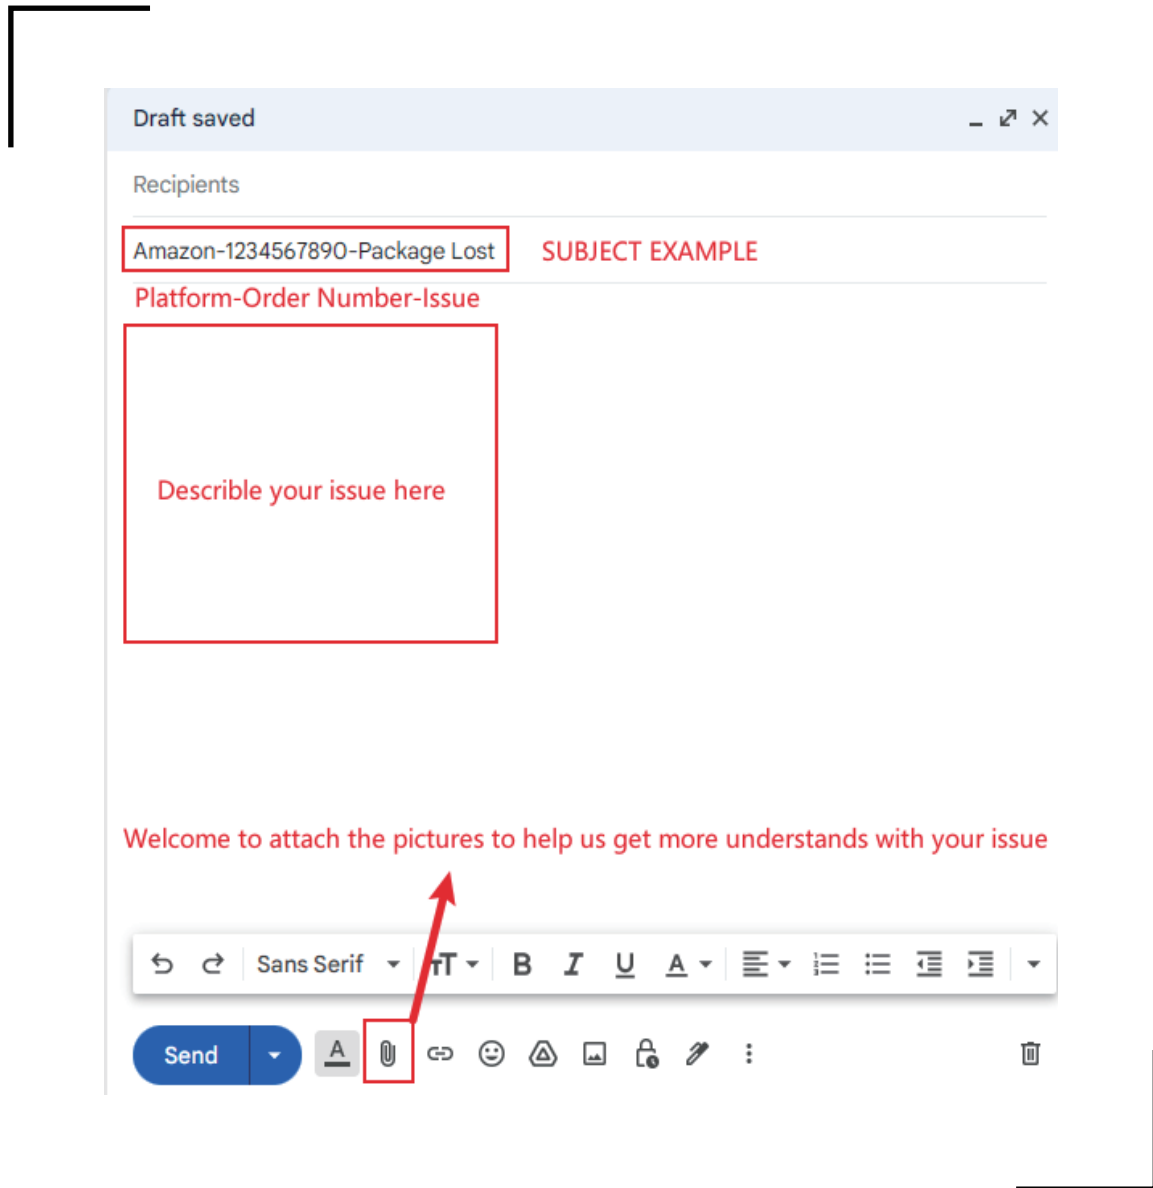 Draft saved
Recipients
Amazon-1234567890-Package Lost SUBJECT EXAMPLE
Platform-Order Number-Issue
Describle your issue here
Welcome to attach the pictures to help us get more understands with your issue
Sans Serif TT B I U A
Send A